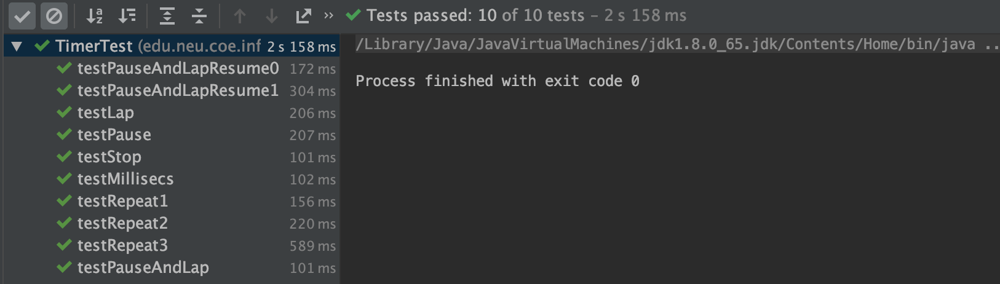 Tests passed: 10 of 10 tests – 2 s 158 ms
TimerTest (edu.neu.coe.inf 2 s 158 ms
testPauseAndLapResume0 172 ms
testPauseAndLapResume1 304 ms
testLap 206 ms
testPause 207 ms
testStop 101 ms
testMillisecs 102 ms
testRepeat1 156 ms
testRepeat2 220 ms
testRepeat3 589 ms
testPauseAndLap 101 ms
/Library/Java/JavaVirtualMachines/jdk1.8.0_65.jdk/Contents/Home/bin/java ..
Process finished with exit code 0